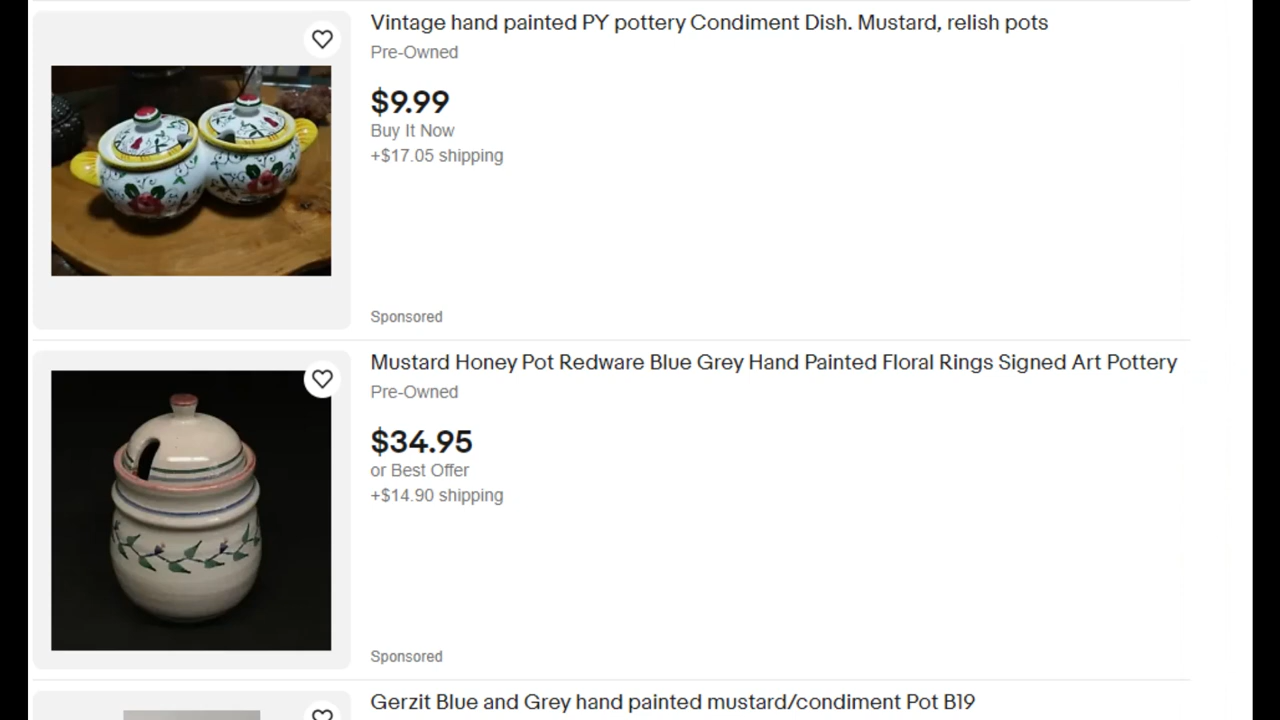 Vintage hand painted PY pottery Condiment Dish. Mustard, relish pots
Pre-Owned
$9.99
Buy It Now
+$17.05 shipping
Sponsored
Mustard Honey Pot Redware Blue Grey Hand Painted Floral Rings Signed Art Pottery
Pre-Owned
$34.95
or Best Offer
+$14.90 shipping
Sponsored
Gerzit Blue and Grey hand painted mustard/condiment Pot B19